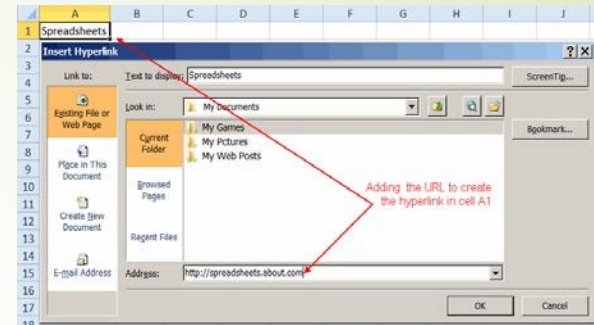 A B C D E F G H I J
1 Spreadsheets
2 Insert Hyperlink ? X
3 Link to: Text to display: Spreadsheets ScreenTip...
4
5 Existing File or Look in: My Documents
6 Web Page Bookmark...
7 Current My Games
8 Folder My Pictures
Place in This My Web Posts
9 Document
10 Browsed Adding the URL to create
11 Pages the hyperlink in cell A1
12 Create New
13 Document Recent Files
14
15 E-mail Address Address: http://spreadsheets.about.com
16
17 OK Cancel
18